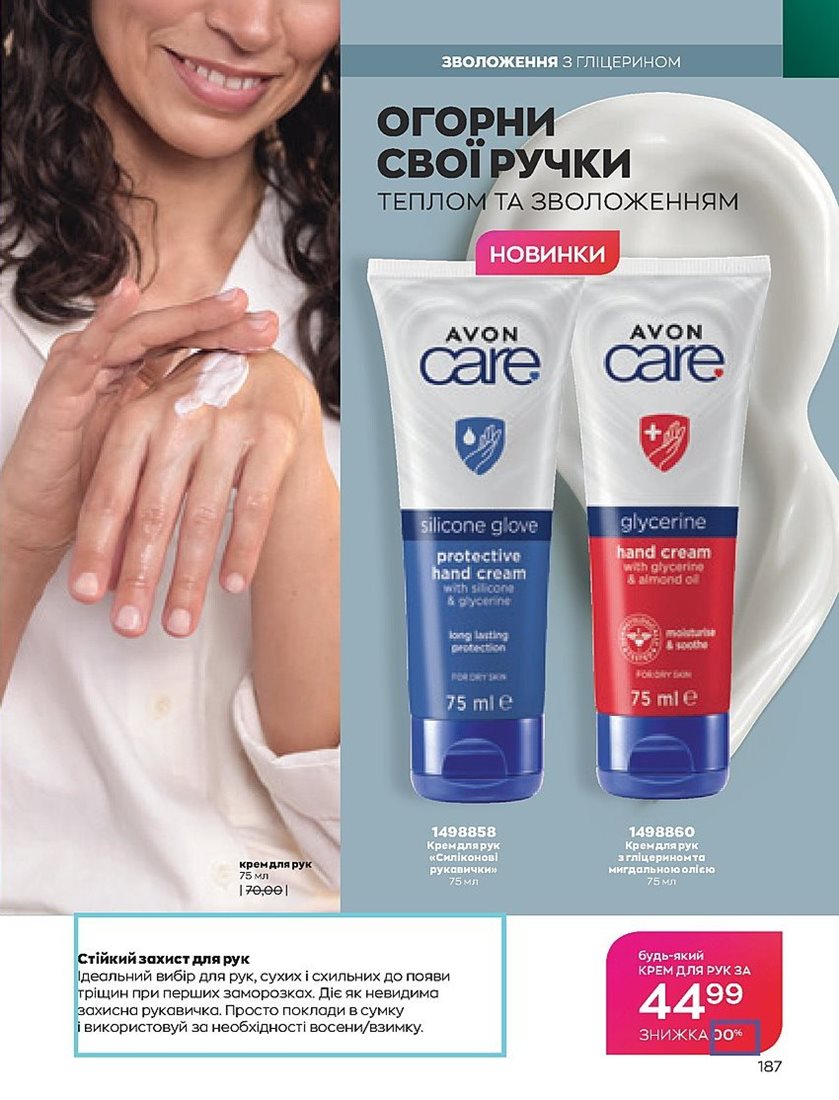 ЗВОЛОЖЕННЯ З ГЛІЦЕРИНОМ
ОГОРНИ
СВОЇ РУЧКИ
ТЕПЛОМ ТА ЗВОЛОЖЕННЯМ
НОВИНКИ
AVON
care
silicone glove
protective
hand cream
with silicone
& glycerine
long lasting
protection
FOR DRY SKIN
75 ml e
AVON
care
glycerine
hand cream
with glycerine
& almond oil
moisturise
& soothe
FOR DRY SKIN
75 ml e
1498858
Крем для рук
«Силіконові
рукавички»
75 мл
1498860
Крем для рук
з гліцерином та
мигдальною олією
75 мл
крем для рук
75 мл
| 70,00 |
Стійкий захист для рук
Ідеальний вибір для рук, сухих і схильних до появи
тріщин при перших заморозках. Діє як невидима
захисна рукавичка. Просто поклади в сумку
і використовуй за необхідності восени/взимку.
будь-який
КРЕМ ДЛЯ РУК ЗА
44⁹⁹
ЗНИЖКА 00%
187